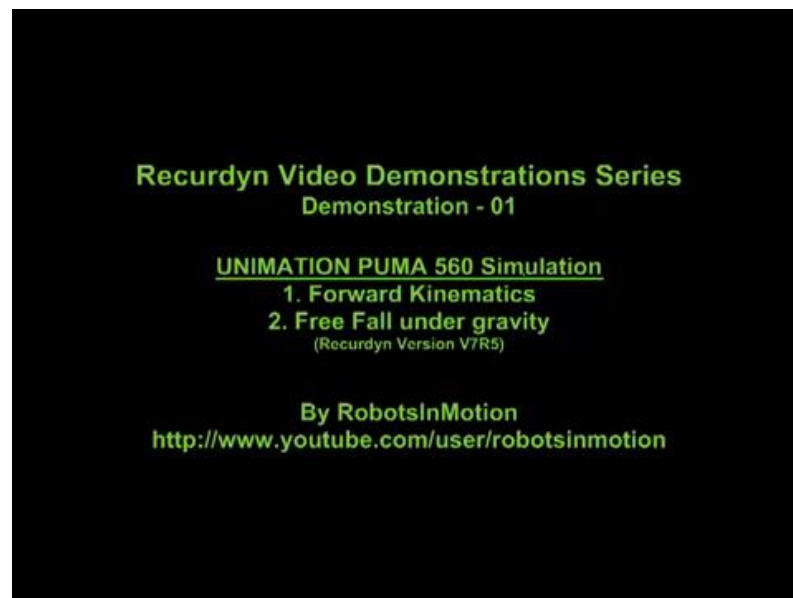 Recurdyn Video Demonstrations Series
Demonstration - 01
UNIMATION PUMA 560 Simulation
1. Forward Kinematics
2. Free Fall under gravity
(Recurdyn Version V7R5)
By RobotsInMotion
http://www.youtube.com/user/robotsinmotion